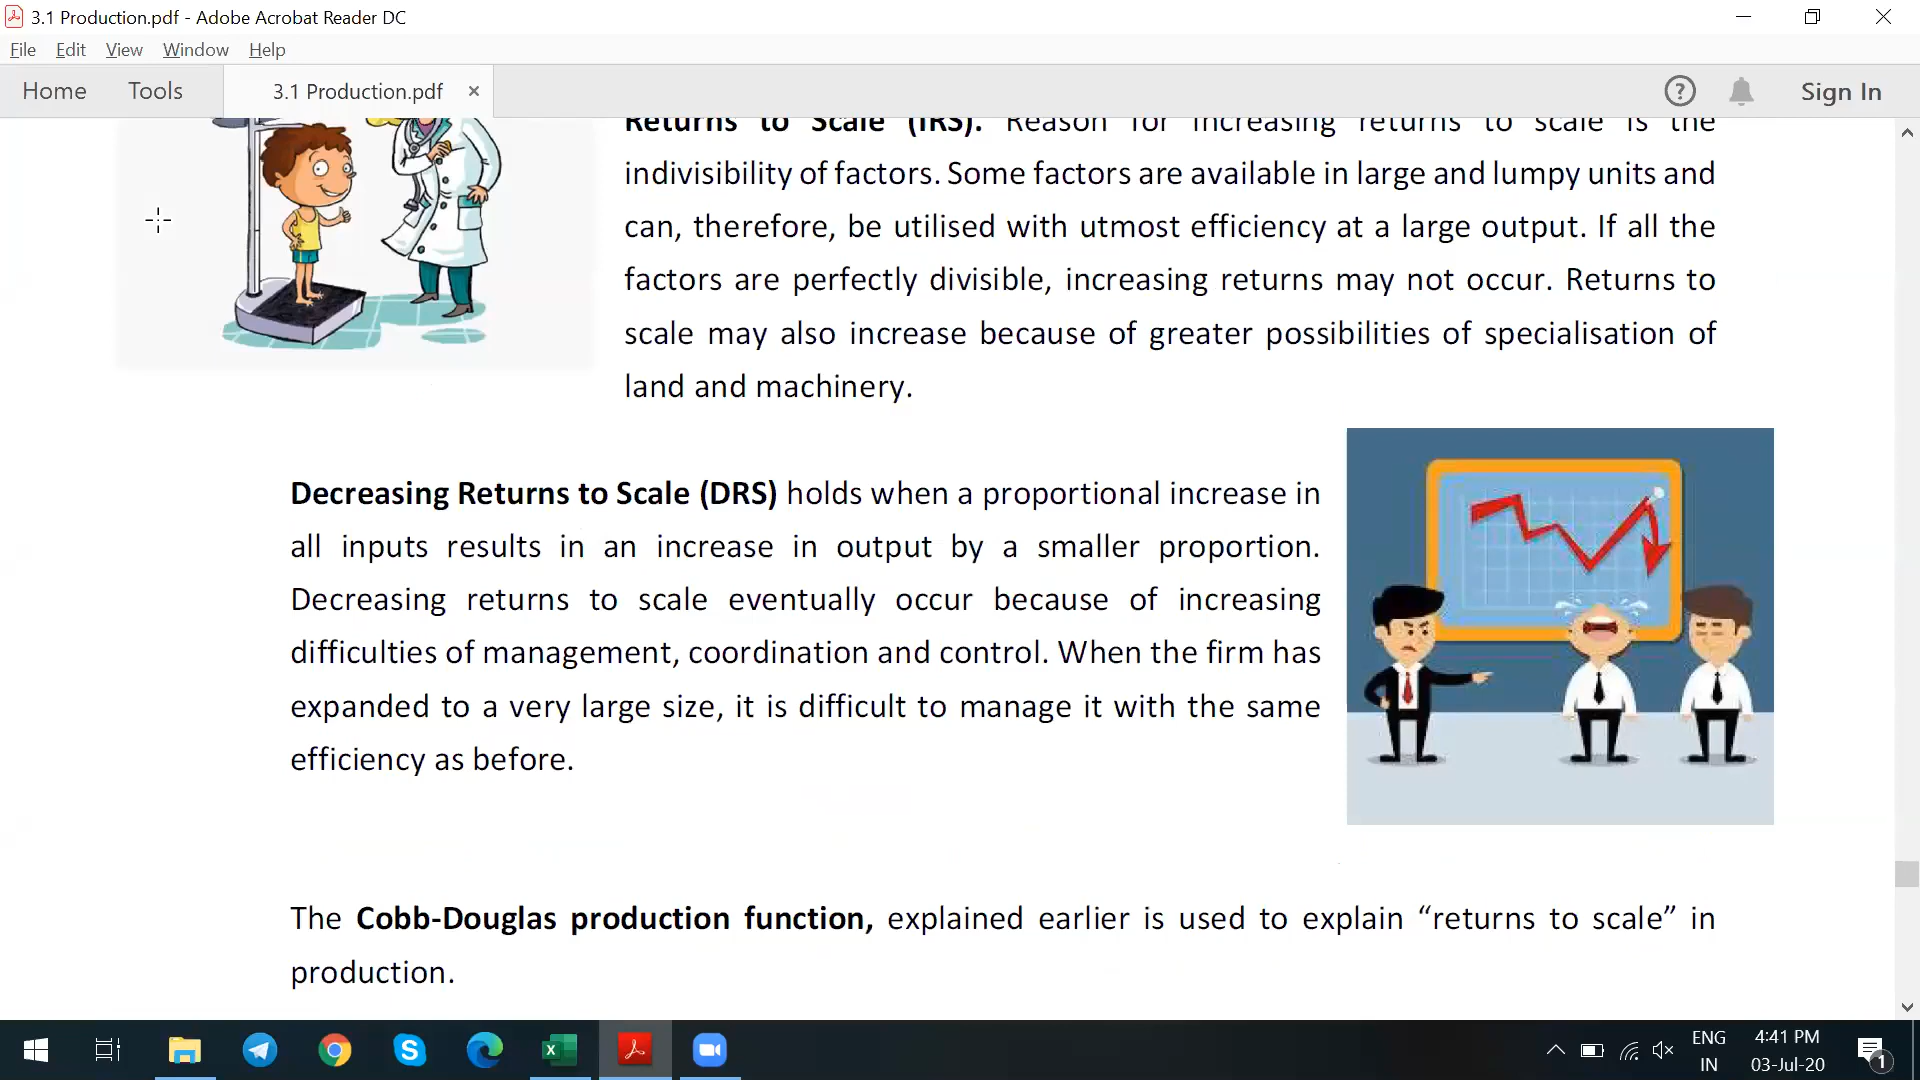 3.1 Production.pdf - Adobe Acrobat Reader DC
File Edit View Window Help
Home Tools 3.1 Production.pdf × ? Sign In
Returns to Scale (IRS). Reason for increasing returns to scale is the
indivisibility of factors. Some factors are available in large and lumpy units and
can, therefore, be utilised with utmost efficiency at a large output. If all the
factors are perfectly divisible, increasing returns may not occur. Returns to
scale may also increase because of greater possibilities of specialisation of
land and machinery.
Decreasing Returns to Scale (DRS) holds when a proportional increase in
all inputs results in an increase in output by a smaller proportion.
Decreasing returns to scale eventually occur because of increasing
difficulties of management, coordination and control. When the firm has
expanded to a very large size, it is difficult to manage it with the same
efficiency as before.
The Cobb-Douglas production function, explained earlier is used to explain “returns to scale” in
production.
ENG 4:41 PM
IN 03-Jul-20 1